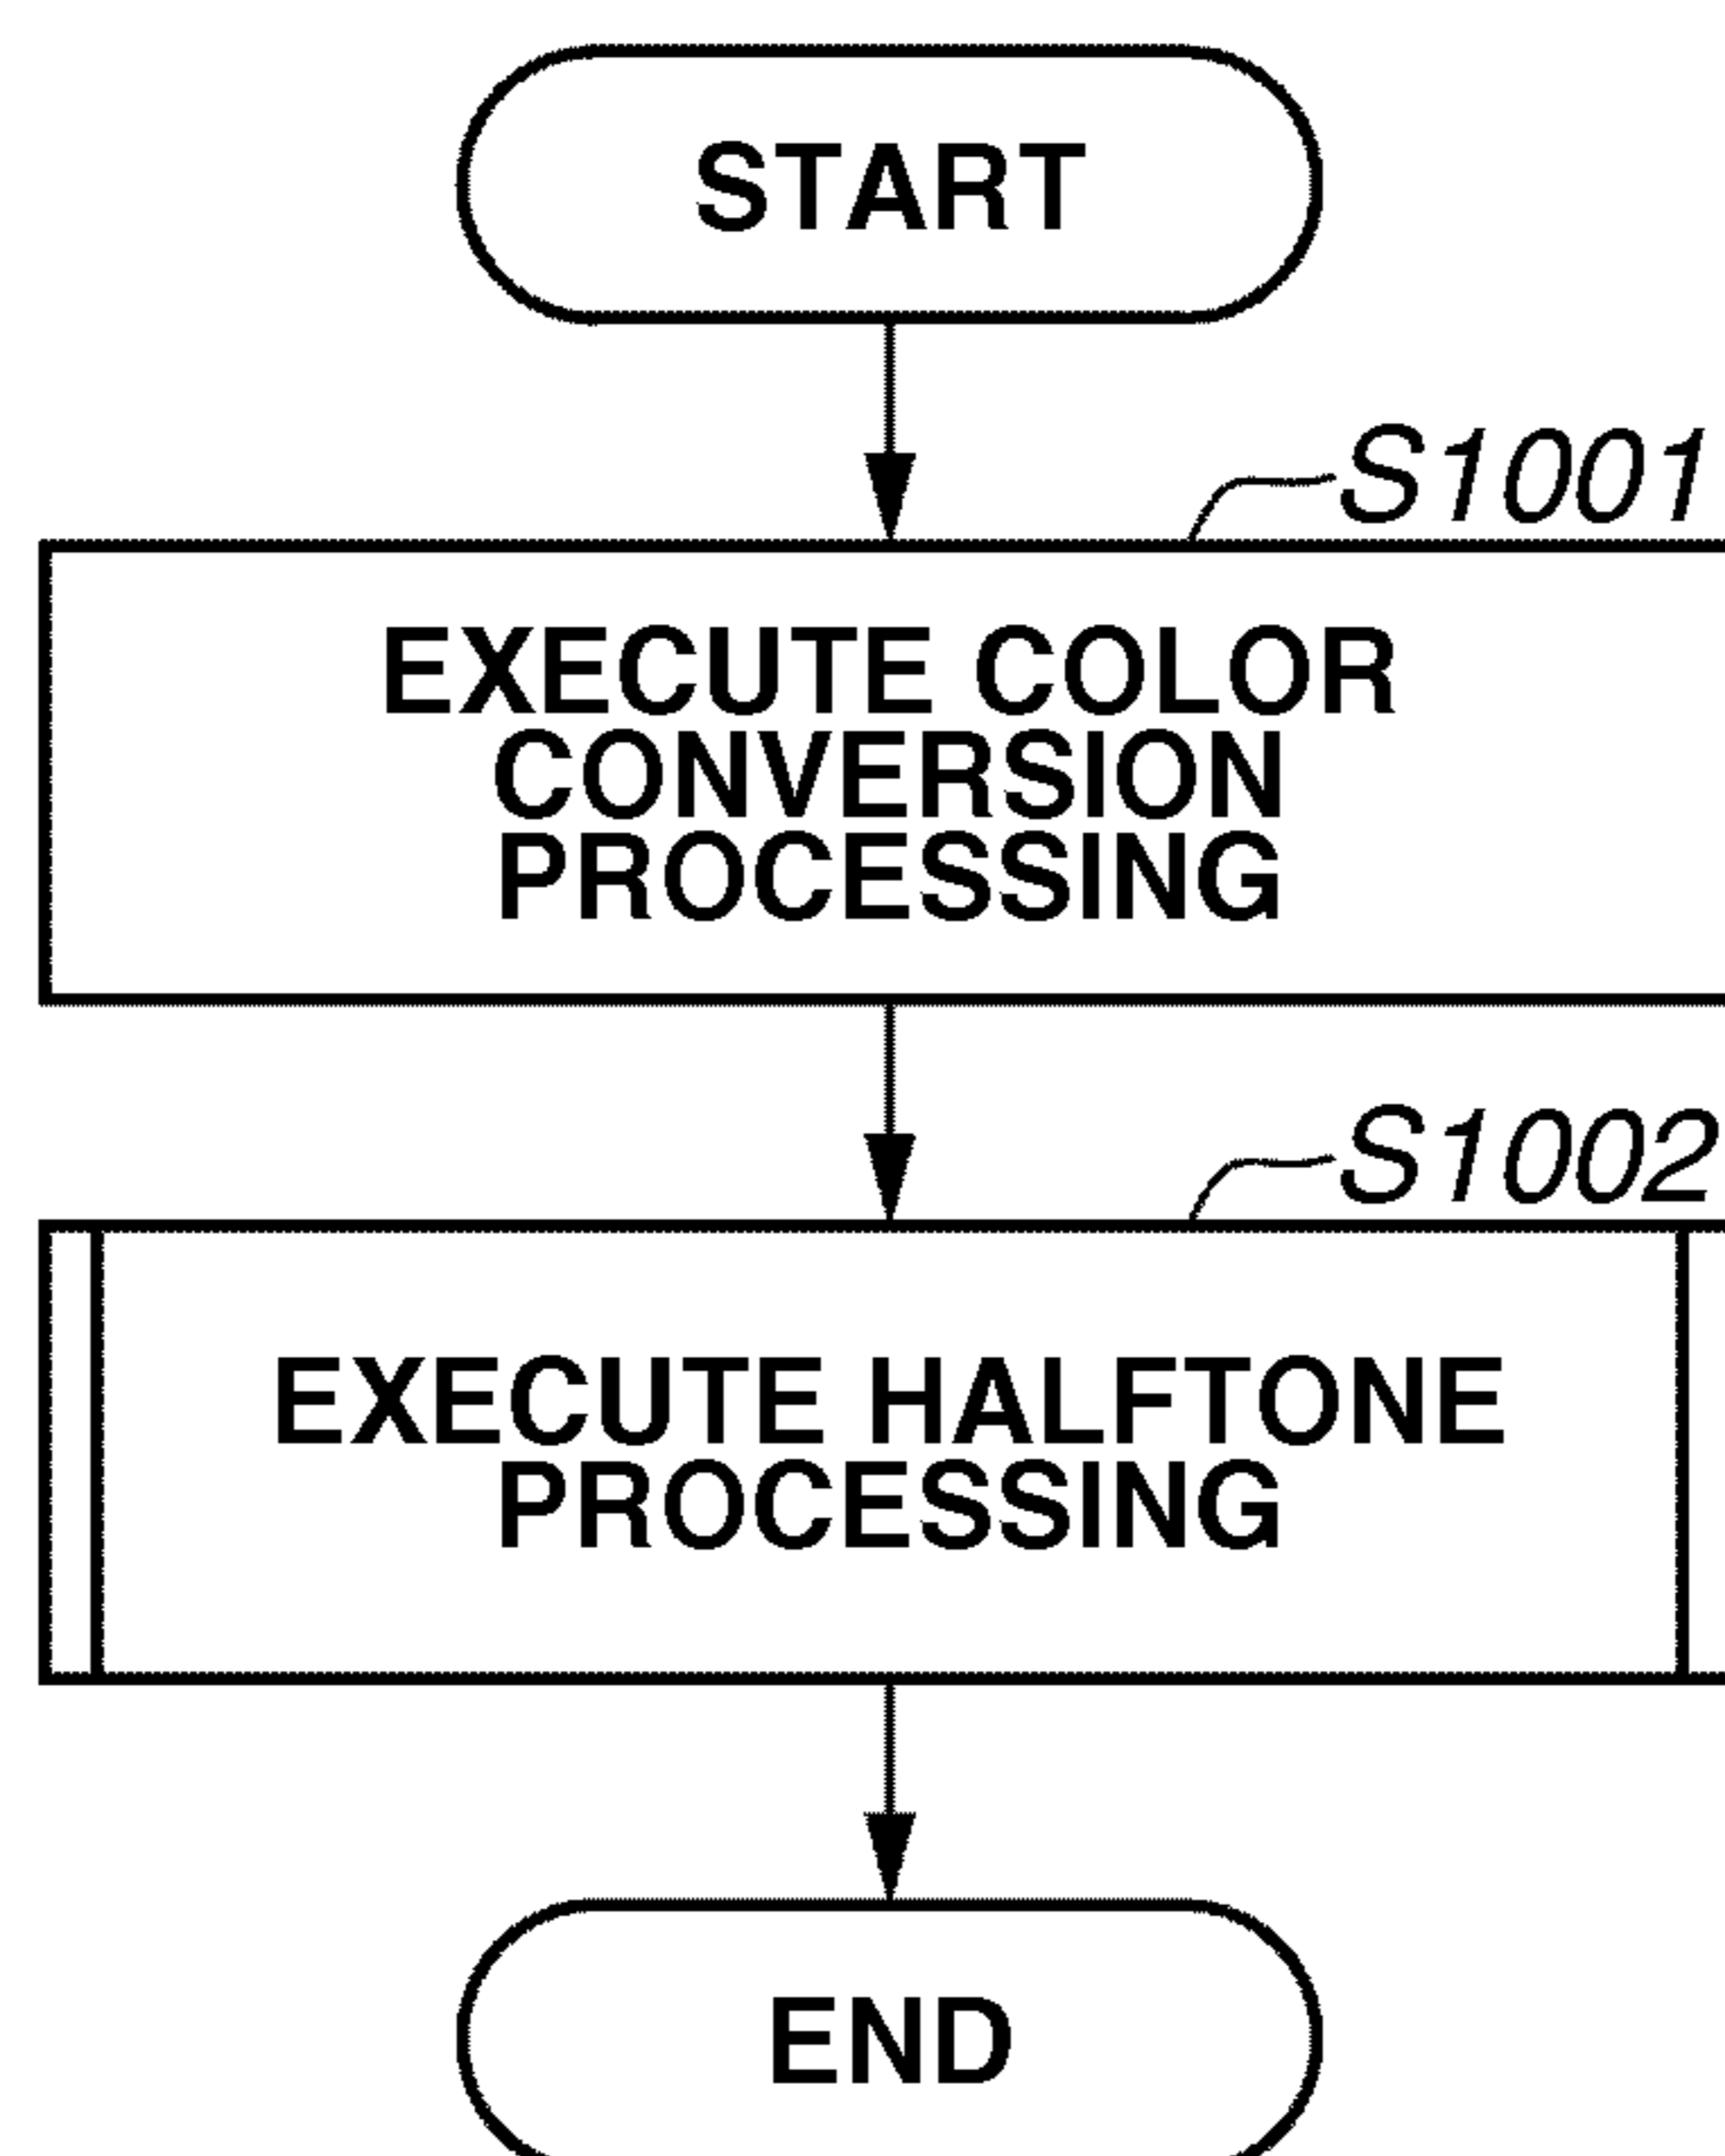 START
S1001
EXECUTE COLOR
CONVERSION
PROCESSING
S1002
EXECUTE HALFTONE
PROCESSING
END